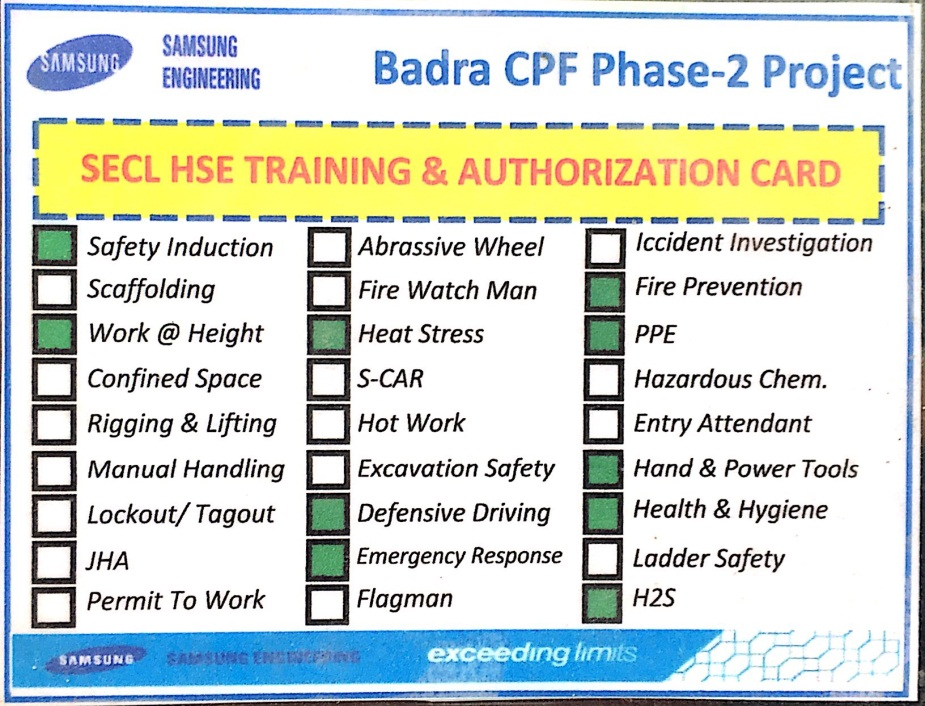 SAMSUNG
SAMSUNG
ENGINEERING
Badra CPF Phase-2 Project
SECL HSE TRAINING & AUTHORIZATION CARD
Safety Induction
Scaffolding
Work @ Height
Confined Space
Rigging & Lifting
Manual Handling
Lockout/ Tagout
JHA
Permit To Work
Abrassive Wheel
Fire Watch Man
Heat Stress
S-CAR
Hot Work
Excavation Safety
Defensive Driving
Emergency Response
Flagman
Iccident Investigation
Fire Prevention
PPE
Hazardous Chem.
Entry Attendant
Hand & Power Tools
Health & Hygiene
Ladder Safety
H2S
SAMSUNG
SAMSUNG ENGINEERING
exceeding limits